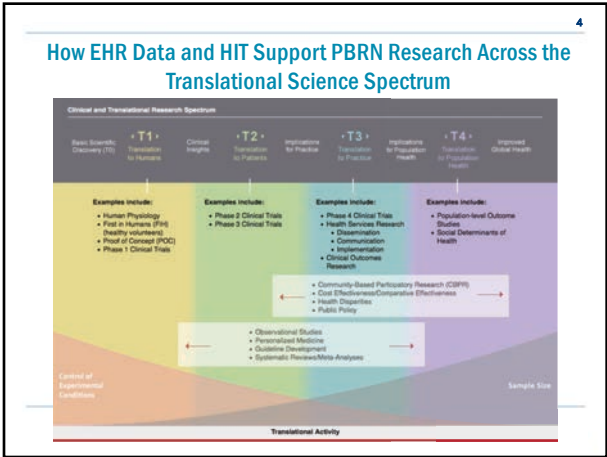 4
How EHR Data and HIT Support PBRN Research Across the
Translational Science Spectrum
Clinical and Translational Research Spectrum
Basic Scientific
Discovery (T0)
T1
Translation
to Humans
Clinical
Insights
T2
Translation
to Patients
Implications
for Practice
T3
Translation
to Practice
Implications
for Population
Health
T4
Translation
to Population
Health
Improved
Global Health
Examples include:
• Human Physiology
• First in Humans (FIH)
(healthy volunteers)
• Proof of Concept (POC)
• Phase 1 Clinical Trials
Examples include:
• Phase 2 Clinical Trials
• Phase 3 Clinical Trials
Examples include:
• Phase 4 Clinical Trials
• Health Services Research
• Dissemination
• Communication
• Implementation
• Clinical Outcomes
Research
Examples include:
• Population-level Outcome
Studies
• Social Determinants of
Health
• Community-Based Participatory Research (CBPR)
• Cost Effectiveness/Comparative Effectiveness
• Health Disparities
• Public Policy
• Observational Studies
• Personalized Medicine
• Guideline Development
• Systematic Reviews/Meta-Analyses
Control of
Experimental
Conditions
Sample Size
Translational Activity